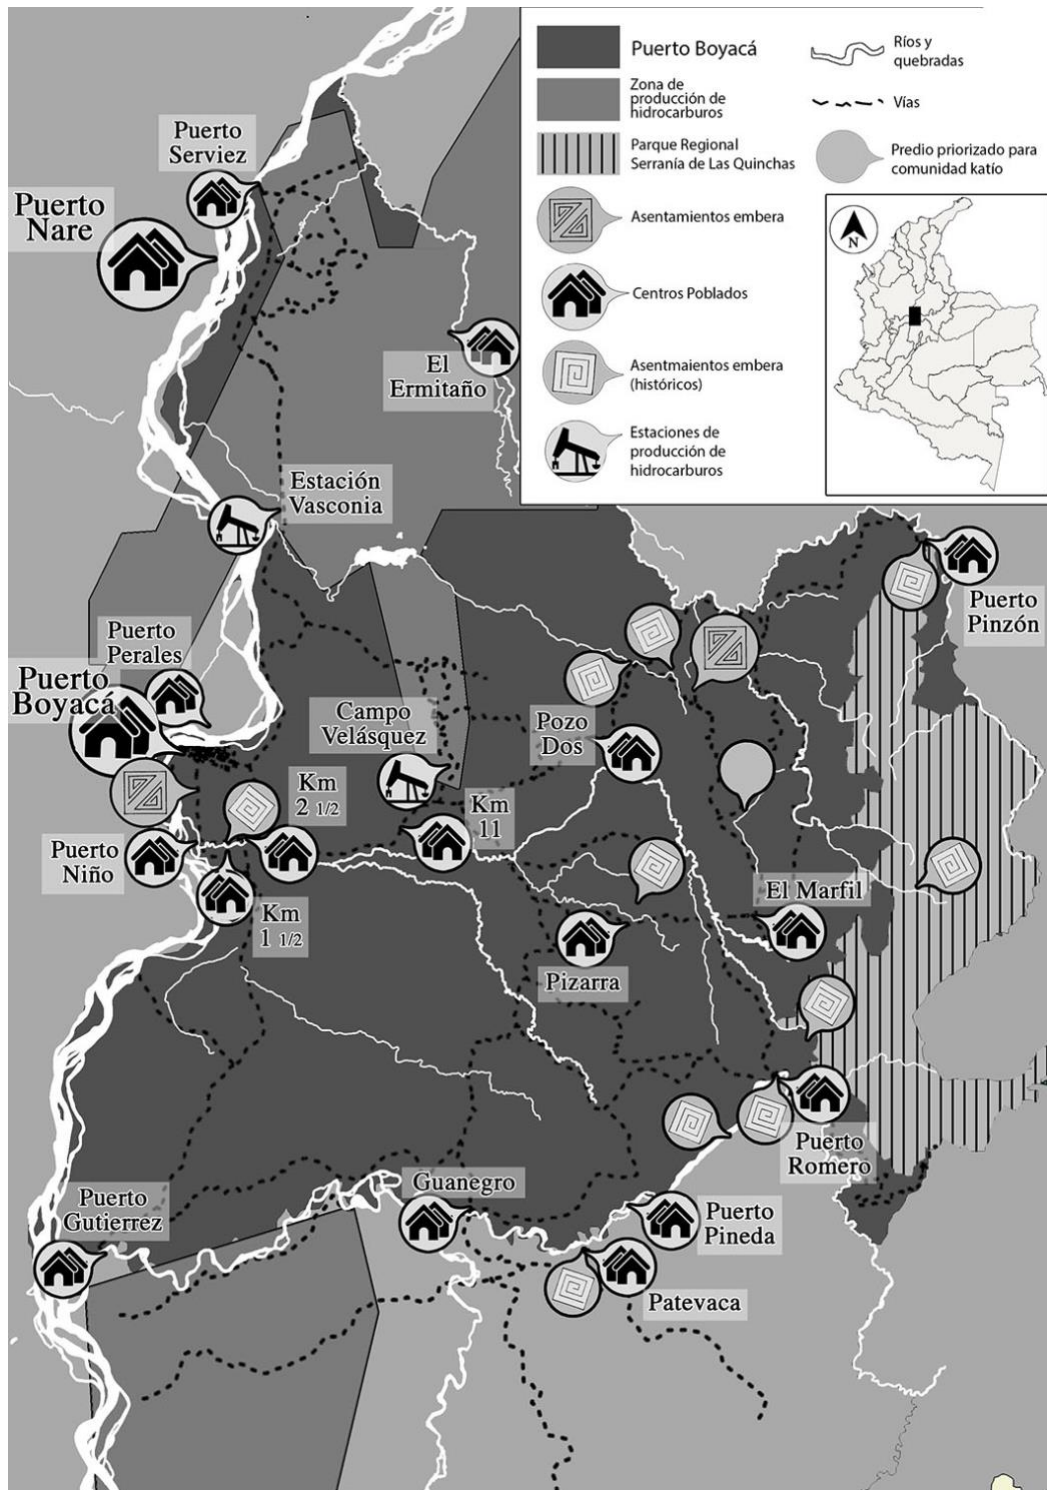 Puerto Boyacá
Zona de
producción de
hidrocarburos
Parque Regional
Serranía de Las Quinchas
Asentamientos embera
Centros Poblados
Asentmaientos embera
(históricos)
Estaciones de
producción de
hidrocarburos
Ríos y
quebradas
Vías
Predio priorizado para
comunidad katío
N
Puerto
Serviez
Puerto
Nare
El
Ermitaño
Estación
Vasconia
Puerto
Pinzón
Puerto
Perales
Puerto
Boyacá
Campo
Velásquez
Pozo
Dos
Km
2 1/2
Km
11
Puerto
Niño
Km
1 1/2
El Marfil
Pizarra
Puerto
Romero
Guanegro
Puerto
Gutierrez
Puerto
Pineda
Patevaca